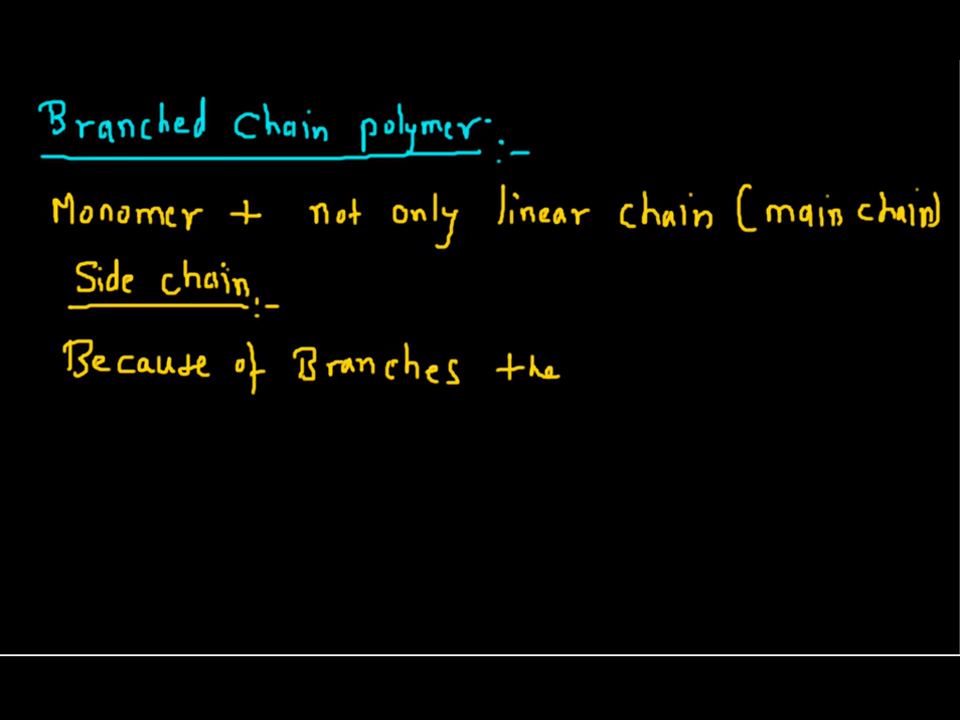 Branched Chain polymer:-
Monomer + not only linear chain (main chain)
Side chain:-
Because of Branches the